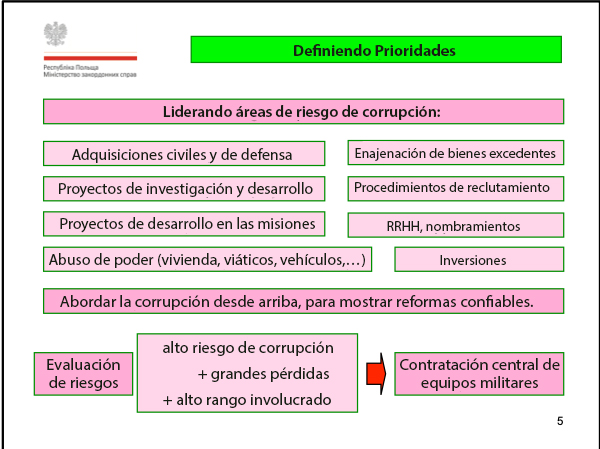 Definiendo Prioridades
Республіка Польща
Міністерство закордонних справ
Liderando áreas de riesgo de corrupción:
Adquisiciones civiles y de defensa
Enajenación de bienes excedentes
Proyectos de investigación y desarrollo
Procedimientos de reclutamiento
Proyectos de desarrollo en las misiones
RRHH, nombramientos
Abuso de poder (vivienda, viáticos, vehículos,...)
Inversiones
Abordar la corrupción desde arriba, para mostrar reformas confiables.
Evaluación
de riesgos
alto riesgo de corrupción
+ grandes pérdidas
+ alto rango involucrado
Contratación central de
equipos militares
5